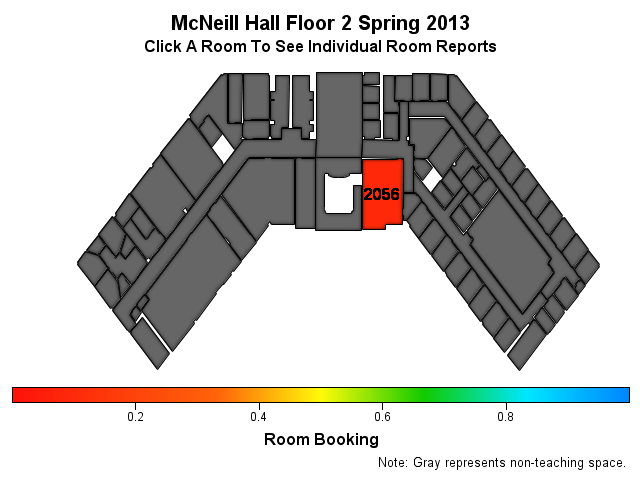 McNeill Hall Floor 2 Spring 2013
Click A Room To See Individual Room Reports
2056
0.2 0.4 0.6 0.8
Room Booking
Note: Gray represents non-teaching space.